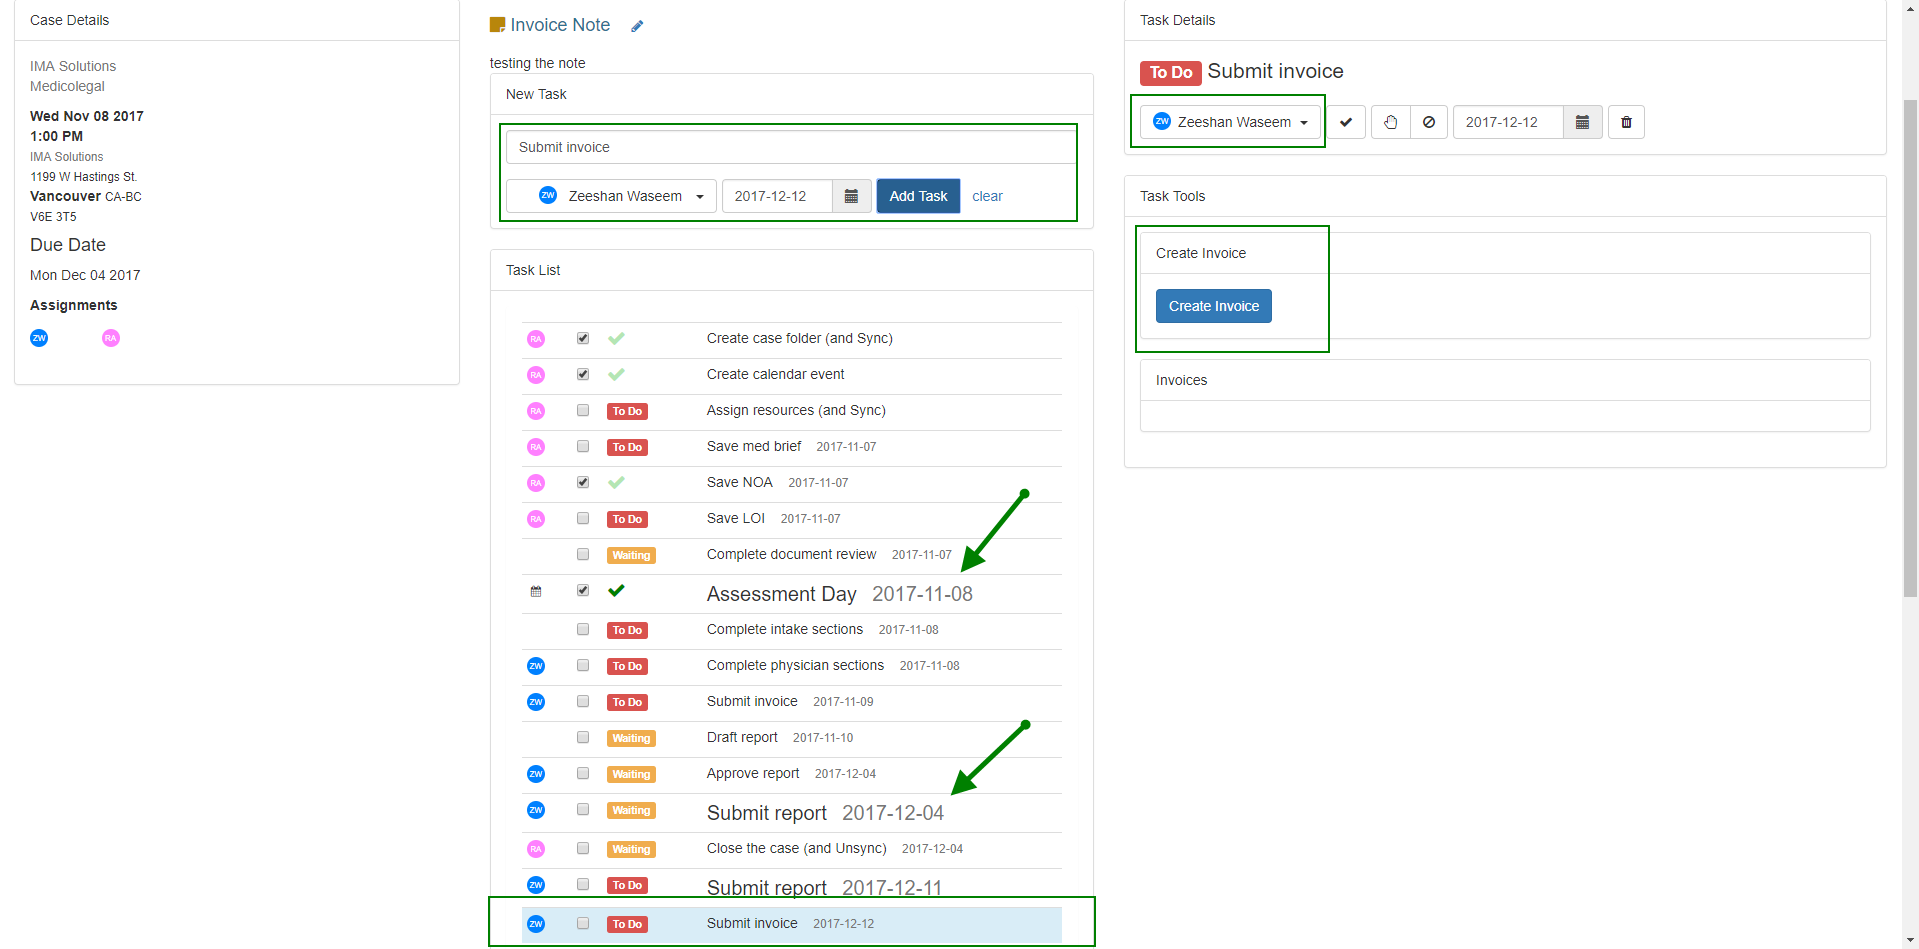 Case Details
IMA Solutions
Medicolegal
Wed Nov 08 2017
1:00 PM
IMA Solutions
1199 W Hastings St.
Vancouver CA-BC
V6E 3T5
Due Date
Mon Dec 04 2017
Assignments
ZW RA
Invoice Note
testing the note
New Task
Submit invoice
ZW Zeeshan Waseem 2017-12-12 Add Task clear
Task List
RA Create case folder (and Sync)
RA Create calendar event
RA To Do Assign resources (and Sync)
RA To Do Save med brief 2017-11-07
RA Save NOA 2017-11-07
RA To Do Save LOI 2017-11-07
Waiting Complete document review 2017-11-07
Assessment Day 2017-11-08
To Do Complete intake sections 2017-11-08
ZW To Do Complete physician sections 2017-11-08
ZW To Do Submit invoice 2017-11-09
Waiting Draft report 2017-11-10
ZW Waiting Approve report 2017-12-04
ZW Waiting Submit report 2017-12-04
RA Waiting Close the case (and Unsync) 2017-12-04
ZW To Do Submit report 2017-12-11
ZW To Do Submit invoice 2017-12-12
Task Details
To Do Submit invoice
ZW Zeeshan Waseem 2017-12-12
Task Tools
Create Invoice
Create Invoice
Invoices